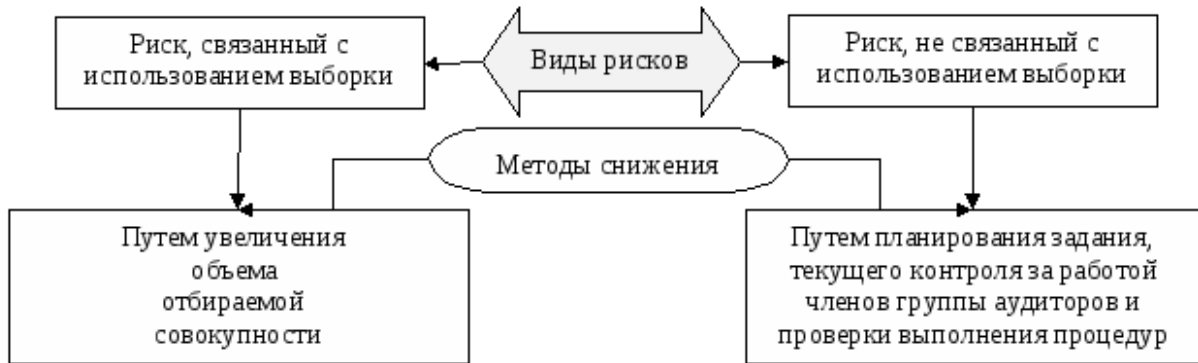 Риск, связанный с
использованием выборки
Виды рисков
Риск, не связанный с
использованием выборки
Методы снижения
Путем увеличения
объема
отбираемой
совокупности
Путем планирования задания,
текущего контроля за работой
членов группы аудиторов и
проверки выполнения процедур